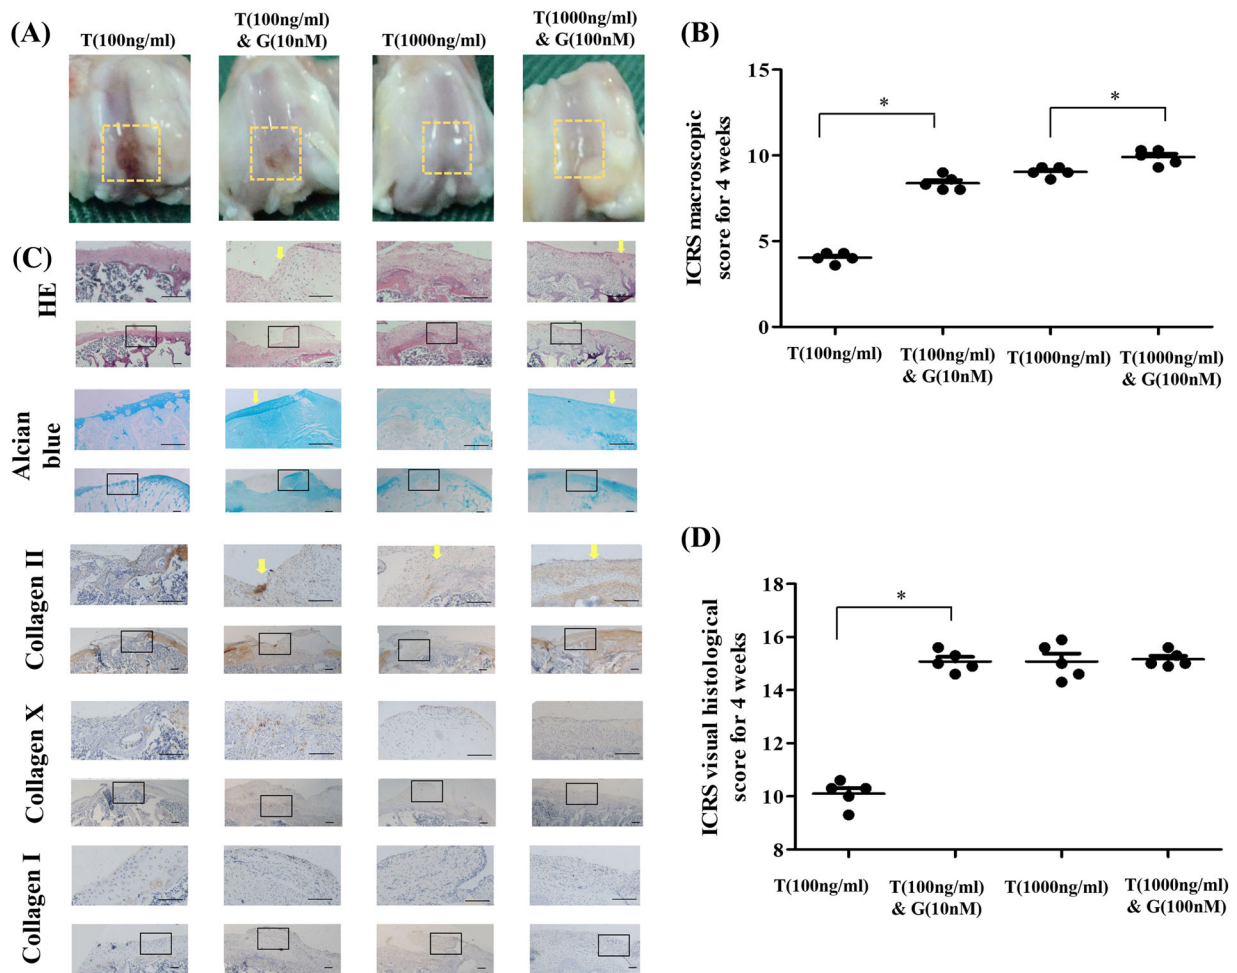 (A)
T(100ng/ml)
T(100ng/ml)
& G(10nM)
T(1000ng/ml)
T(1000ng/ml)
& G(100nM)
(B)
ICRS macroscopic
score for 4 weeks
15
10
5
0
*
*
T(100ng/ml)
T(100ng/ml)
& G(10nM)
T(1000ng/ml)
T(1000ng/ml)
& G(100nM)
(C)
HE
Alcian
blue
Collagen II
Collagen X
Collagen I
(D)
ICRS visual histological
score for 4 weeks
18
16
14
12
10
8
*
T(100ng/ml)
T(100ng/ml)
& G(10nM)
T(1000ng/ml)
T(1000ng/ml)
& G(100nM)